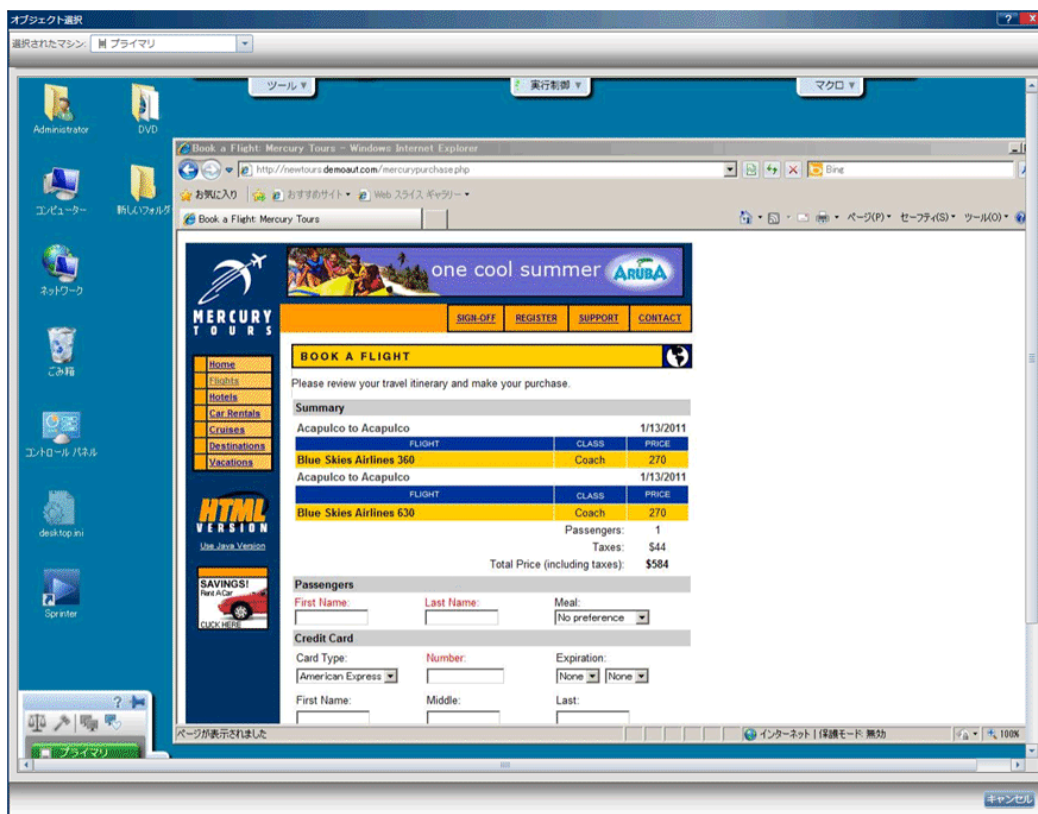 オブジェクト選択
選択されたマシン: プライマリ
ツール ▼ 実行制御 ▼ マクロ ▼
Administrator
DVD
コンピューター
新しいフォルダ
ネットワーク
ごみ箱
コントロール パネル
desktop.ini
Sprinter
Book a Flight: Mercury Tours - Windows Internet Explorer
http://newtours.demoaut.com/mercurypurchase.php
Bing
お気に入り おすすめサイト ▼ Web スライス ギャラリー ▼
Book a Flight: Mercury Tours
ページ(P) ▼ セーフティ(S) ▼ ツール(O) ▼
MERCURY
TOURS
one cool summer ARUBA
SIGN-OFF REGISTER SUPPORT CONTACT
Home
Flights
Hotels
Car Rentals
Cruises
Destinations
Vacations
HTML
VERSION
Use Java Version
SAVINGS!
Rent A Car
CLICK HERE
BOOK A FLIGHT
Please review your travel itinerary and make your purchase.
Summary
Acapulco to Acapulco 1/13/2011
FLIGHT CLASS PRICE
Blue Skies Airlines 360 Coach 270
Acapulco to Acapulco 1/13/2011
FLIGHT CLASS PRICE
Blue Skies Airlines 630 Coach 270
Passengers: 1
Taxes: $44
Total Price (including taxes): $584
Passengers
First Name: Last Name: Meal:
No preference
Credit Card
Card Type: Number: Expiration:
American Express None None
First Name: Middle: Last:
ページが表示されました
インターネット | 保護モード: 無効 100%
プライマリ
キャンセル